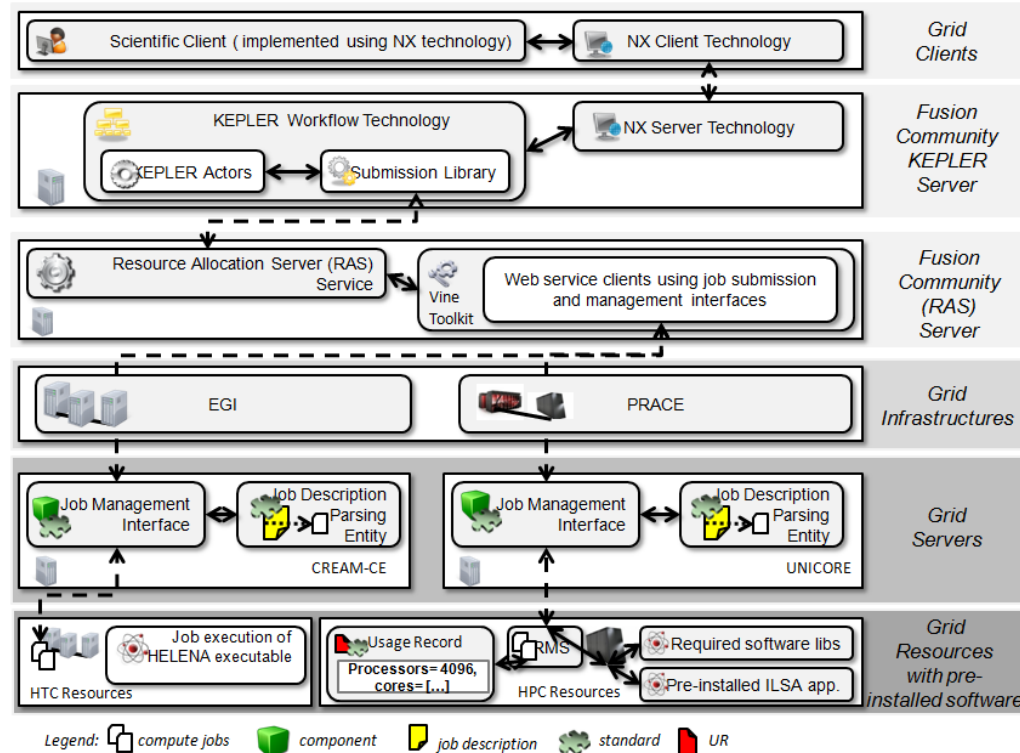 Scientific Client ( implemented using NX technology)
NX Client Technology
Grid
Clients
KEPLER Workflow Technology
NX Server Technology
KEPLER Actors
Submission Library
Fusion
Community
KEPLER
Server
Resource Allocation Server (RAS)
Service
Vine
Toolkit
Web service clients using job submission
and management interfaces
Fusion
Community
(RAS)
Server
EGI
PRACE
Grid
Infrastructures
Job Management
Interface
Job Description
Parsing
Entity
CREAM-CE
Job Management
Interface
Job Description
Parsing
Entity
UNICORE
Grid
Servers
Job execution of
HELENA executable
HTC Resources
Usage Record
Processors= 4096,
cores= [...]
RMS
HPC Resources
Required software libs
Pre-installed ILSA app.
Grid
Resources
with pre-
installed software
Legend: compute jobs component job description standard UR